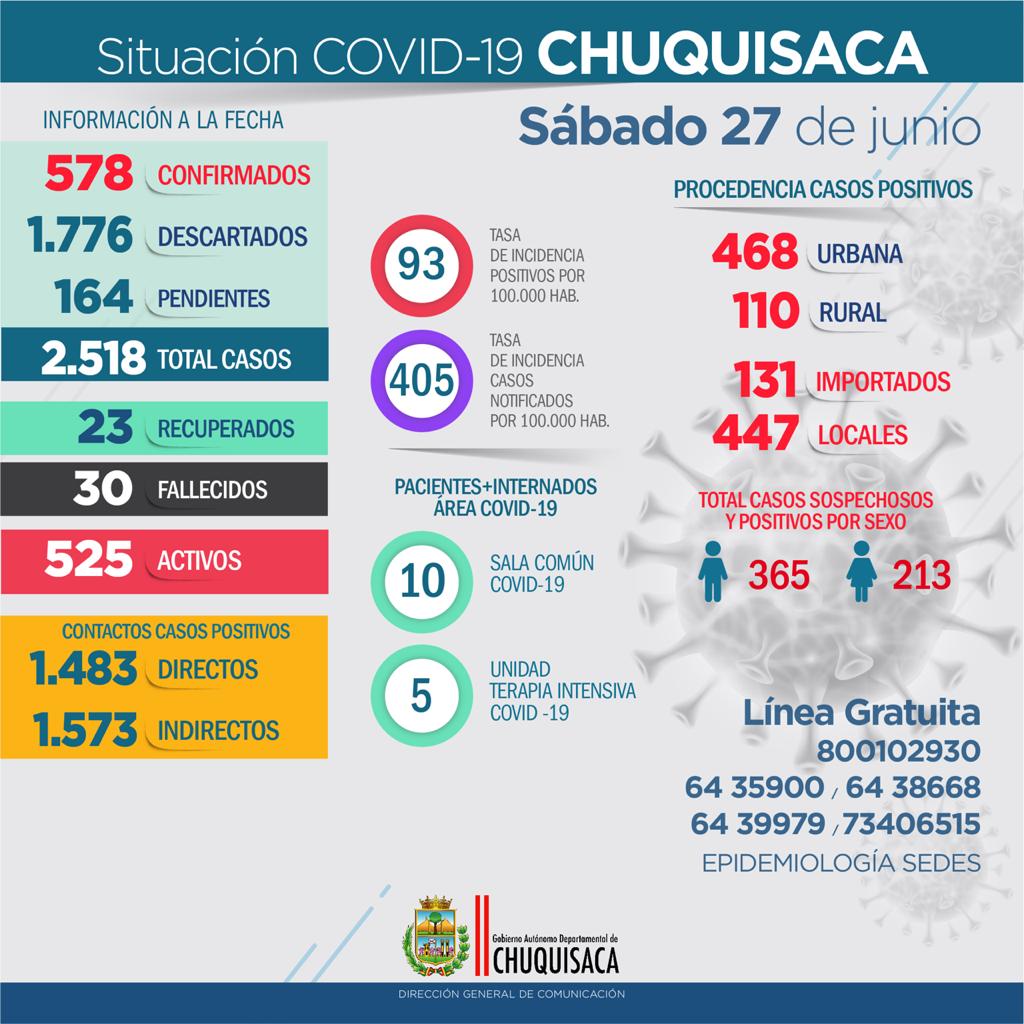 Situación COVID-19 CHUQUISACA
Sábado 27 de junio
INFORMACIÓN A LA FECHA
578 CONFIRMADOS
1.776 DESCARTADOS
164 PENDIENTES
2.518 TOTAL CASOS
23 RECUPERADOS
30 FALLECIDOS
525 ACTIVOS
CONTACTOS CASOS POSITIVOS
1.483 DIRECTOS
1.573 INDIRECTOS
93
TASA
DE INCIDENCIA
POSITIVOS POR
100.000 HAB.
405
TASA
DE INCIDENCIA
CASOS
NOTIFICADOS
POR 100.000 HAB.
PACIENTES+INTERNADOS
ÁREA COVID-19
10
SALA COMÚN
COVID-19
5
UNIDAD
TERAPIA INTENSIVA
COVID -19
PROCEDENCIA CASOS POSITIVOS
468 URBANA
110 RURAL
131 IMPORTADOS
447 LOCALES
TOTAL CASOS SOSPECHOSOS
Y POSITIVOS POR SEXO
365 213
Línea Gratuita
800102930
64 35900 / 64 38668
64 39979 / 73406515
EPIDEMIOLOGÍA SEDES
Gobierno Autónomo Departamental de
CHUQUISACA
DIRECCIÓN GENERAL DE COMUNICACIÓN